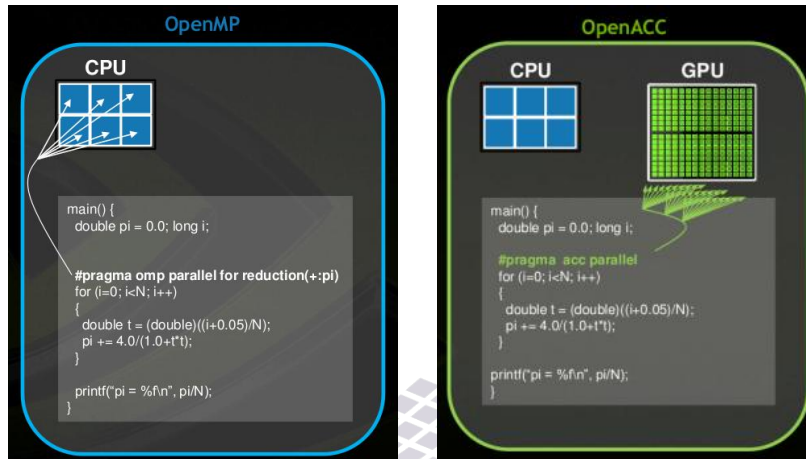 OpenMP
CPU
main() {
double pi = 0.0; long i;
#pragma omp parallel for reduction(+:pi)
for (i=0; i<N; i++)
{
double t = (double)((i+0.05)/N);
pi += 4.0/(1.0+t*t);
}
printf("pi = %f\n", pi/N);
}
OpenACC
CPU
GPU
main() {
double pi = 0.0; long i;
#pragma acc parallel
for (i=0; i<N; i++)
{
double t = (double)((i+0.05)/N);
pi += 4.0/(1.0+t*t);
}
printf("pi = %f\n", pi/N);
}